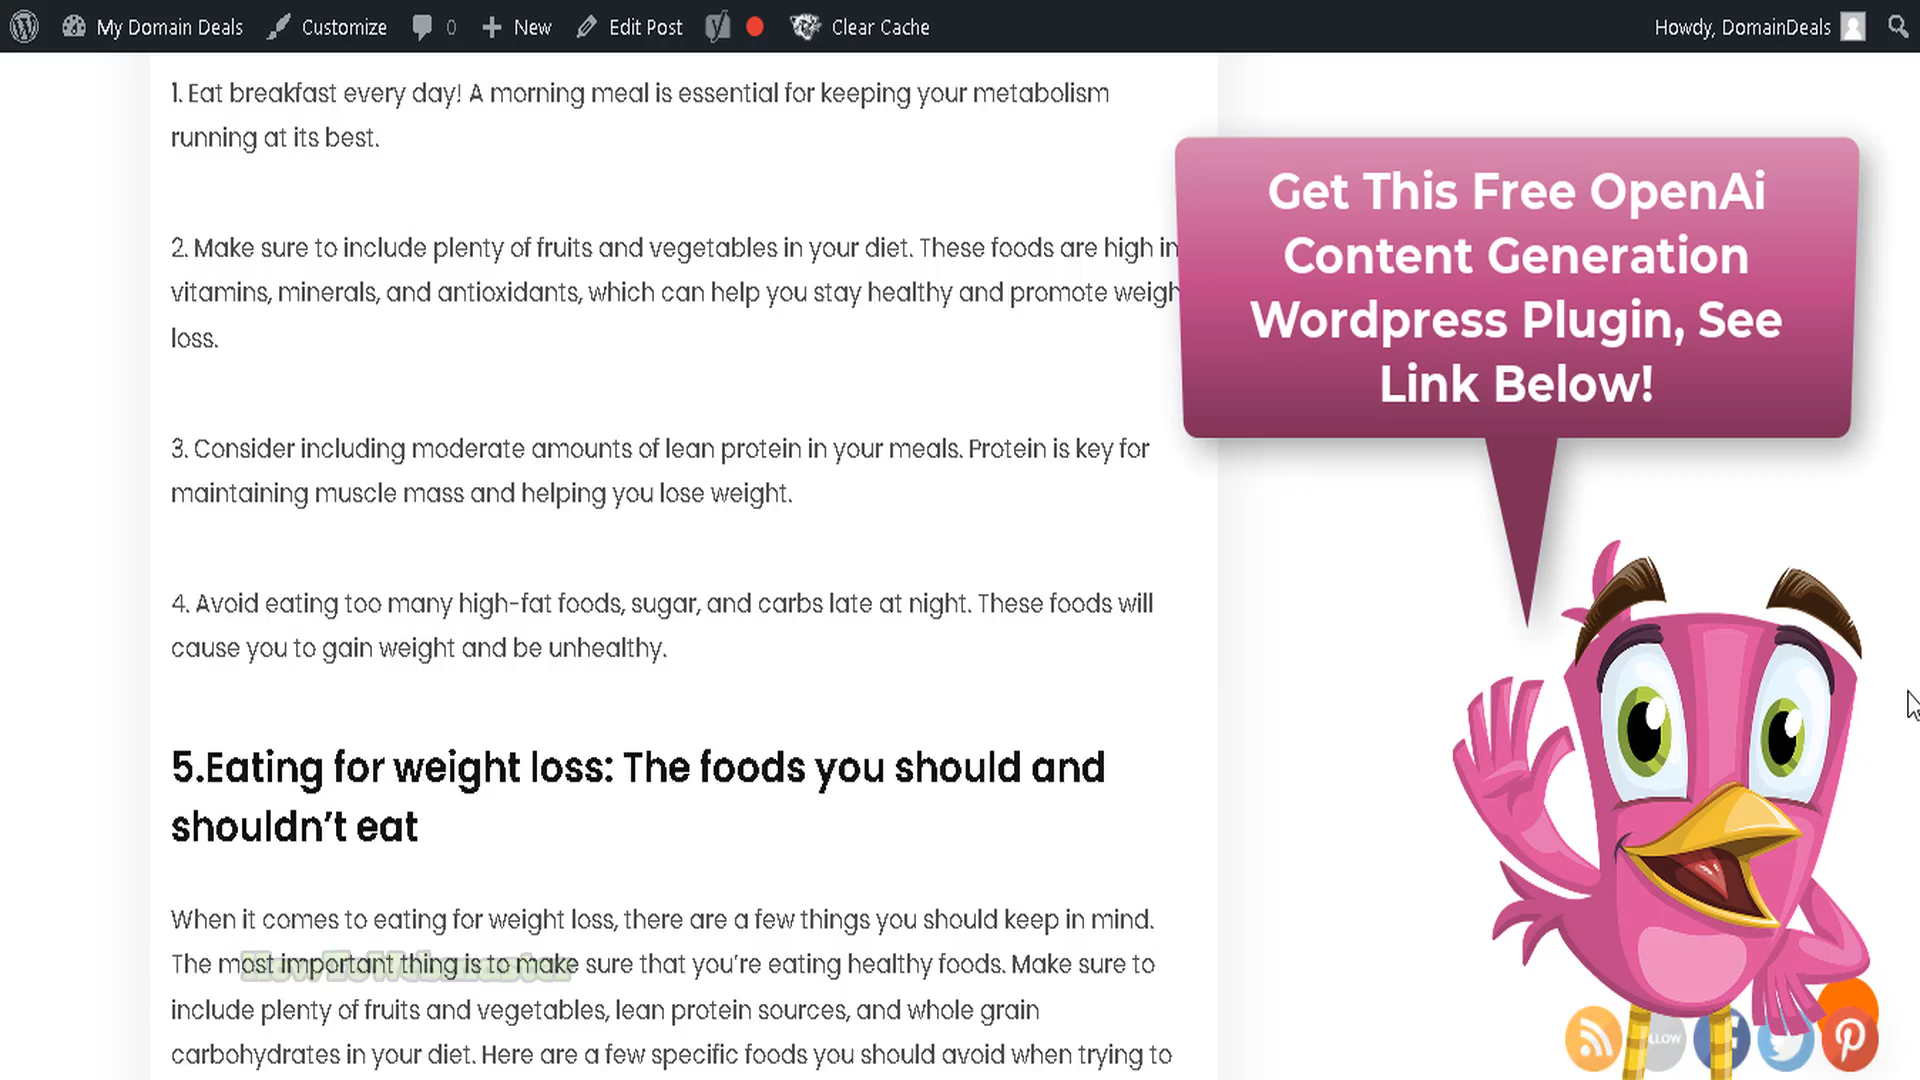 My Domain Deals Customize 0 New Edit Post Clear Cache Howdy, DomainDeals
1. Eat breakfast every day! A morning meal is essential for keeping your metabolism
running at its best.
2. Make sure to include plenty of fruits and vegetables in your diet. These foods are high in
vitamins, minerals, and antioxidants, which can help you stay healthy and promote weigh
loss.
3. Consider including moderate amounts of lean protein in your meals. Protein is key for
maintaining muscle mass and helping you lose weight.
4. Avoid eating too many high-fat foods, sugar, and carbs late at night. These foods will
cause you to gain weight and be unhealthy.
5.Eating for weight loss: The foods you should and
shouldn't eat
When it comes to eating for weight loss, there are a few things you should keep in mind.
The most important thing is to make sure that you're eating healthy foods. Make sure to
include plenty of fruits and vegetables, lean protein sources, and whole grain
carbohydrates in your diet. Here are a few specific foods you should avoid when trying to
Get This Free OpenAi
Content Generation
Wordpress Plugin, See
Link Below!